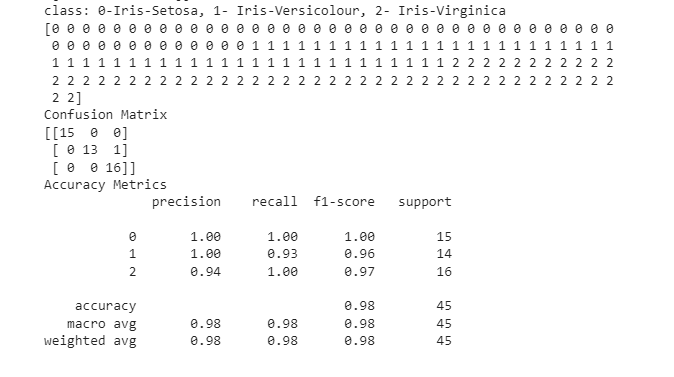 class: 0-Iris-Setosa, 1- Iris-Versicolour, 2- Iris-Virginica
[0 0 0 0 0 0 0 0 0 0 0 0 0 0 0 0 0 0 0 0 0 0 0 0 0 0 0 0 0 0 0 0 0 0 0 0 0
0 0 0 0 0 0 0 0 0 0 0 0 0 1 1 1 1 1 1 1 1 1 1 1 1 1 1 1 1 1 1 1 1 1 1 1 1
1 1 1 1 1 1 1 1 1 1 1 1 1 1 1 1 1 1 1 1 1 1 1 1 1 1 2 2 2 2 2 2 2 2 2 2 2
2 2 2 2 2 2 2 2 2 2 2 2 2 2 2 2 2 2 2 2 2 2 2 2 2 2 2 2 2 2 2 2 2 2 2 2 2
2 2]
Confusion Matrix
[[15 0 0]
[ 0 13 1]
[ 0 0 16]]
Accuracy Metrics
precision recall f1-score support
0 1.00 1.00 1.00 15
1 1.00 0.93 0.96 14
2 0.94 1.00 0.97 16
accuracy 0.98 45
macro avg 0.98 0.98 0.98 45
weighted avg 0.98 0.98 0.98 45